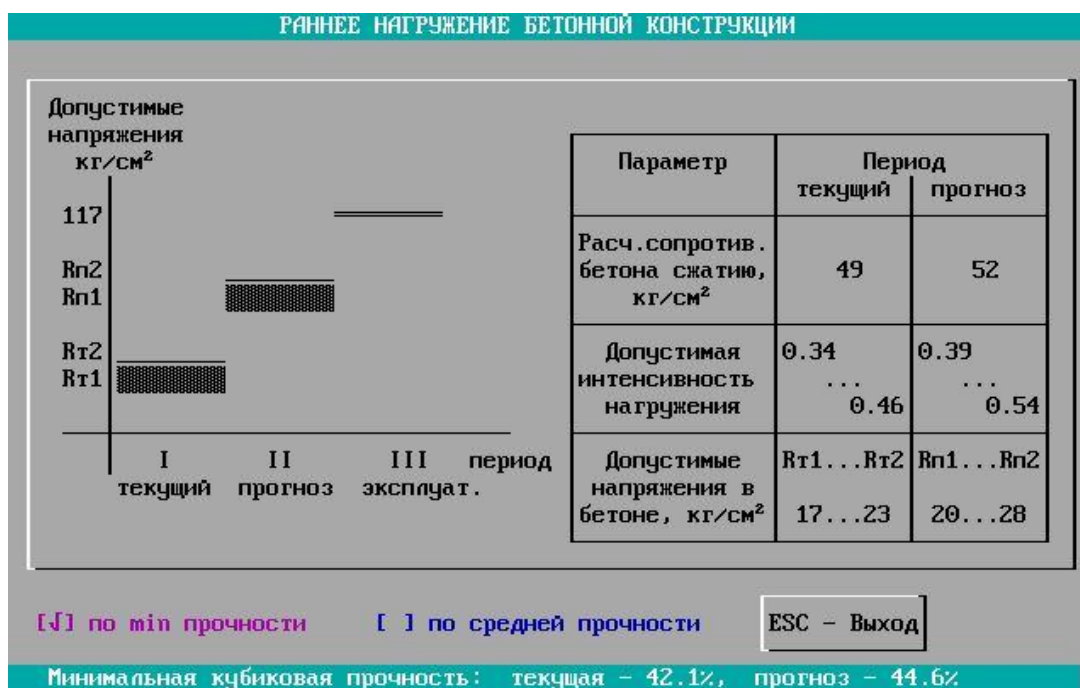 РАННЕЕ НАГРУЖЕНИЕ БЕТОННОЙ КОНСТРУКЦИИ
Допустимые
напряжения
кг/см²
117
Rп2
Rп1
Rт2
Rт1
I II III период
текущий прогноз эксплуат.
Параметр
Период
текущий прогноз
Расч.сопротив.
бетона сжатию,
кг/см²
49 52
Допустимая
интенсивность
нагружения
0.34
...
0.46
0.39
...
0.54
Допустимые
напряжения в
бетоне, кг/см²
Rт1...Rт2 Rп1...Rп2
17...23 20...28
[√] по min прочности [ ] по средней прочности ESC - Выход
Минимальная кубиковая прочность: текущая - 42.1%, прогноз - 44.6%